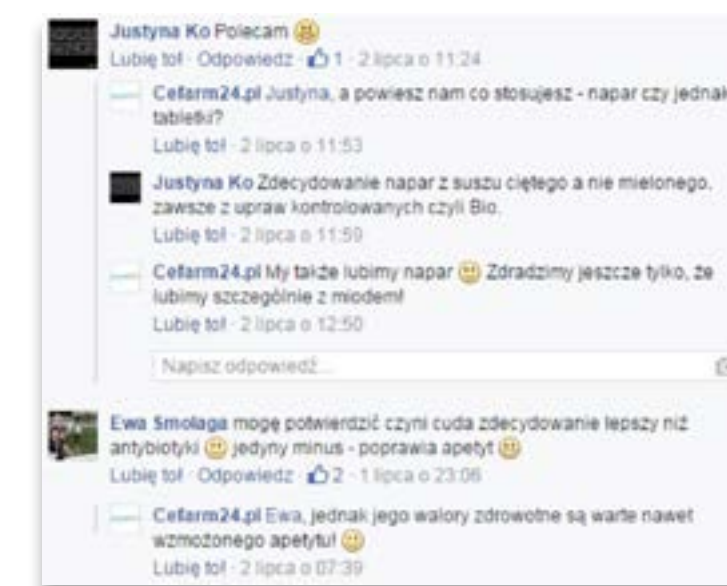 Justyna Ko Polecam
Lubię to! · Odpowiedz · 1 · 2 lipca o 11:24
Cefarm24.pl Justyna, a powiesz nam co stosujesz - napar czy jednak
tabletki?
Lubię to! · 2 lipca o 11:53
Justyna Ko Zdecydowanie napar z suszu ciętego a nie mielonego,
zawsze z upraw kontrolowanych czyli Bio.
Lubię to! · 2 lipca o 11:59
Cefarm24.pl My także lubimy napar Zdradzimy jeszcze tylko, że
lubimy szczególnie z miodem!
Lubię to! · 2 lipca o 12:50
Napisz odpowiedź...
Ewa Smolaga mogę potwierdzić czyni cuda zdecydowanie lepszy niż
antybiotyki jedyny minus - poprawia apetyt
Lubię to! · Odpowiedz · 2 · 1 lipca o 23:06
Cefarm24.pl Ewa, jednak jego walory zdrowotne są warte nawet
wzmożonego apetytu!
Lubię to! · 2 lipca o 07:39